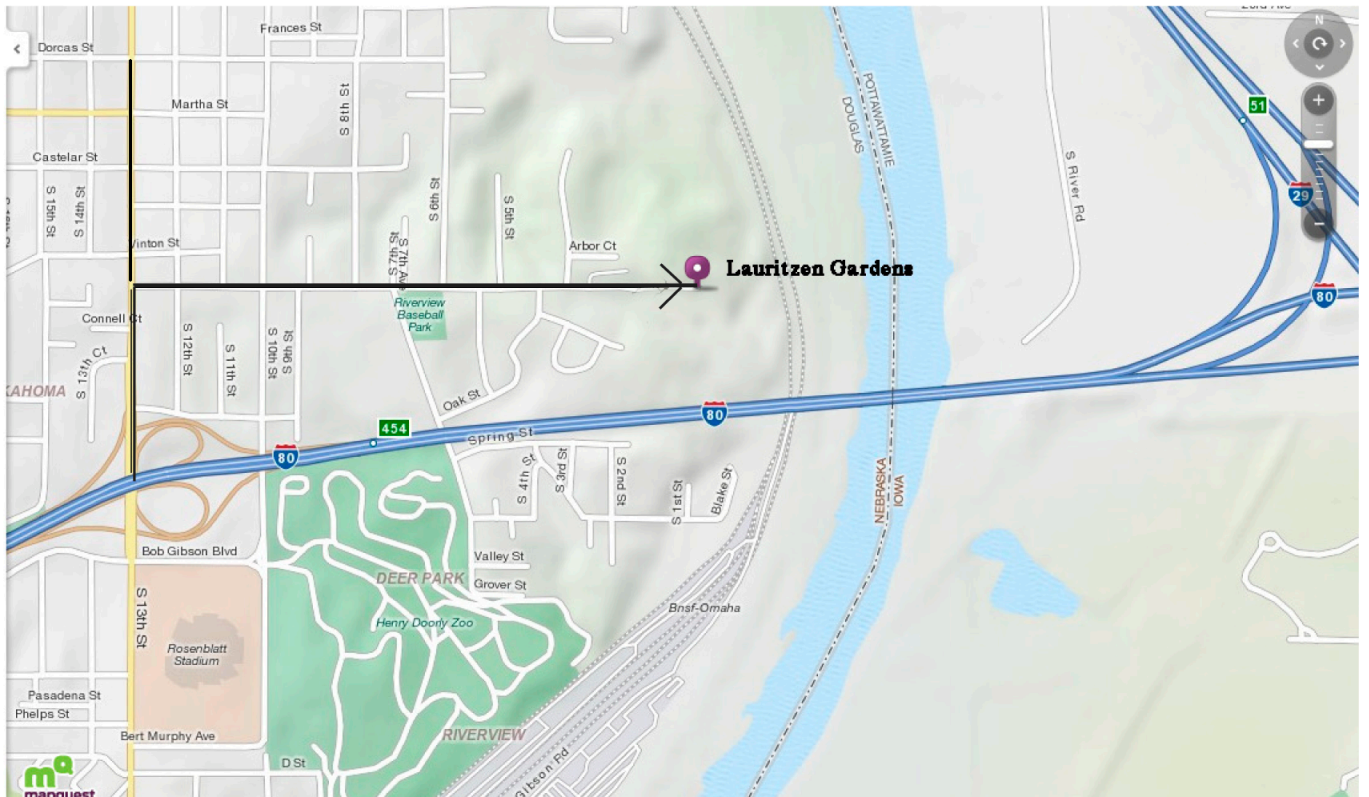 Frances St
Dorcas St
Martha St
S 8th St
Castelar St
S 15th St
S 14th St
S 6th St
S 5th St
Vinton St
S 7th St
S 7th Ave
Arbor Ct
Lauritzen Gardens
Riverview
Baseball
Park
Connell Ct
S 13th Ct
S 12th St
S 11th St
S 10th St
S 9th St
Oak St
454
80
80
Spring St
S 4th St
S 3rd St
S 2nd St
S 1st St
Blake St
Bob Gibson Blvd
Valley St
Grover St
DEER PARK
Henry Doorly Zoo
Bnsf-Omaha
S 13th St
Rosenblatt
Stadium
Pasadena St
Phelps St
Bert Murphy Ave
RIVERVIEW
D St
Gibson Rd
POTTAWATTAMIE
DOUGLAS
NEBRASKA
IOWA
S River Rd
51
29
80
N
mq
mapquest